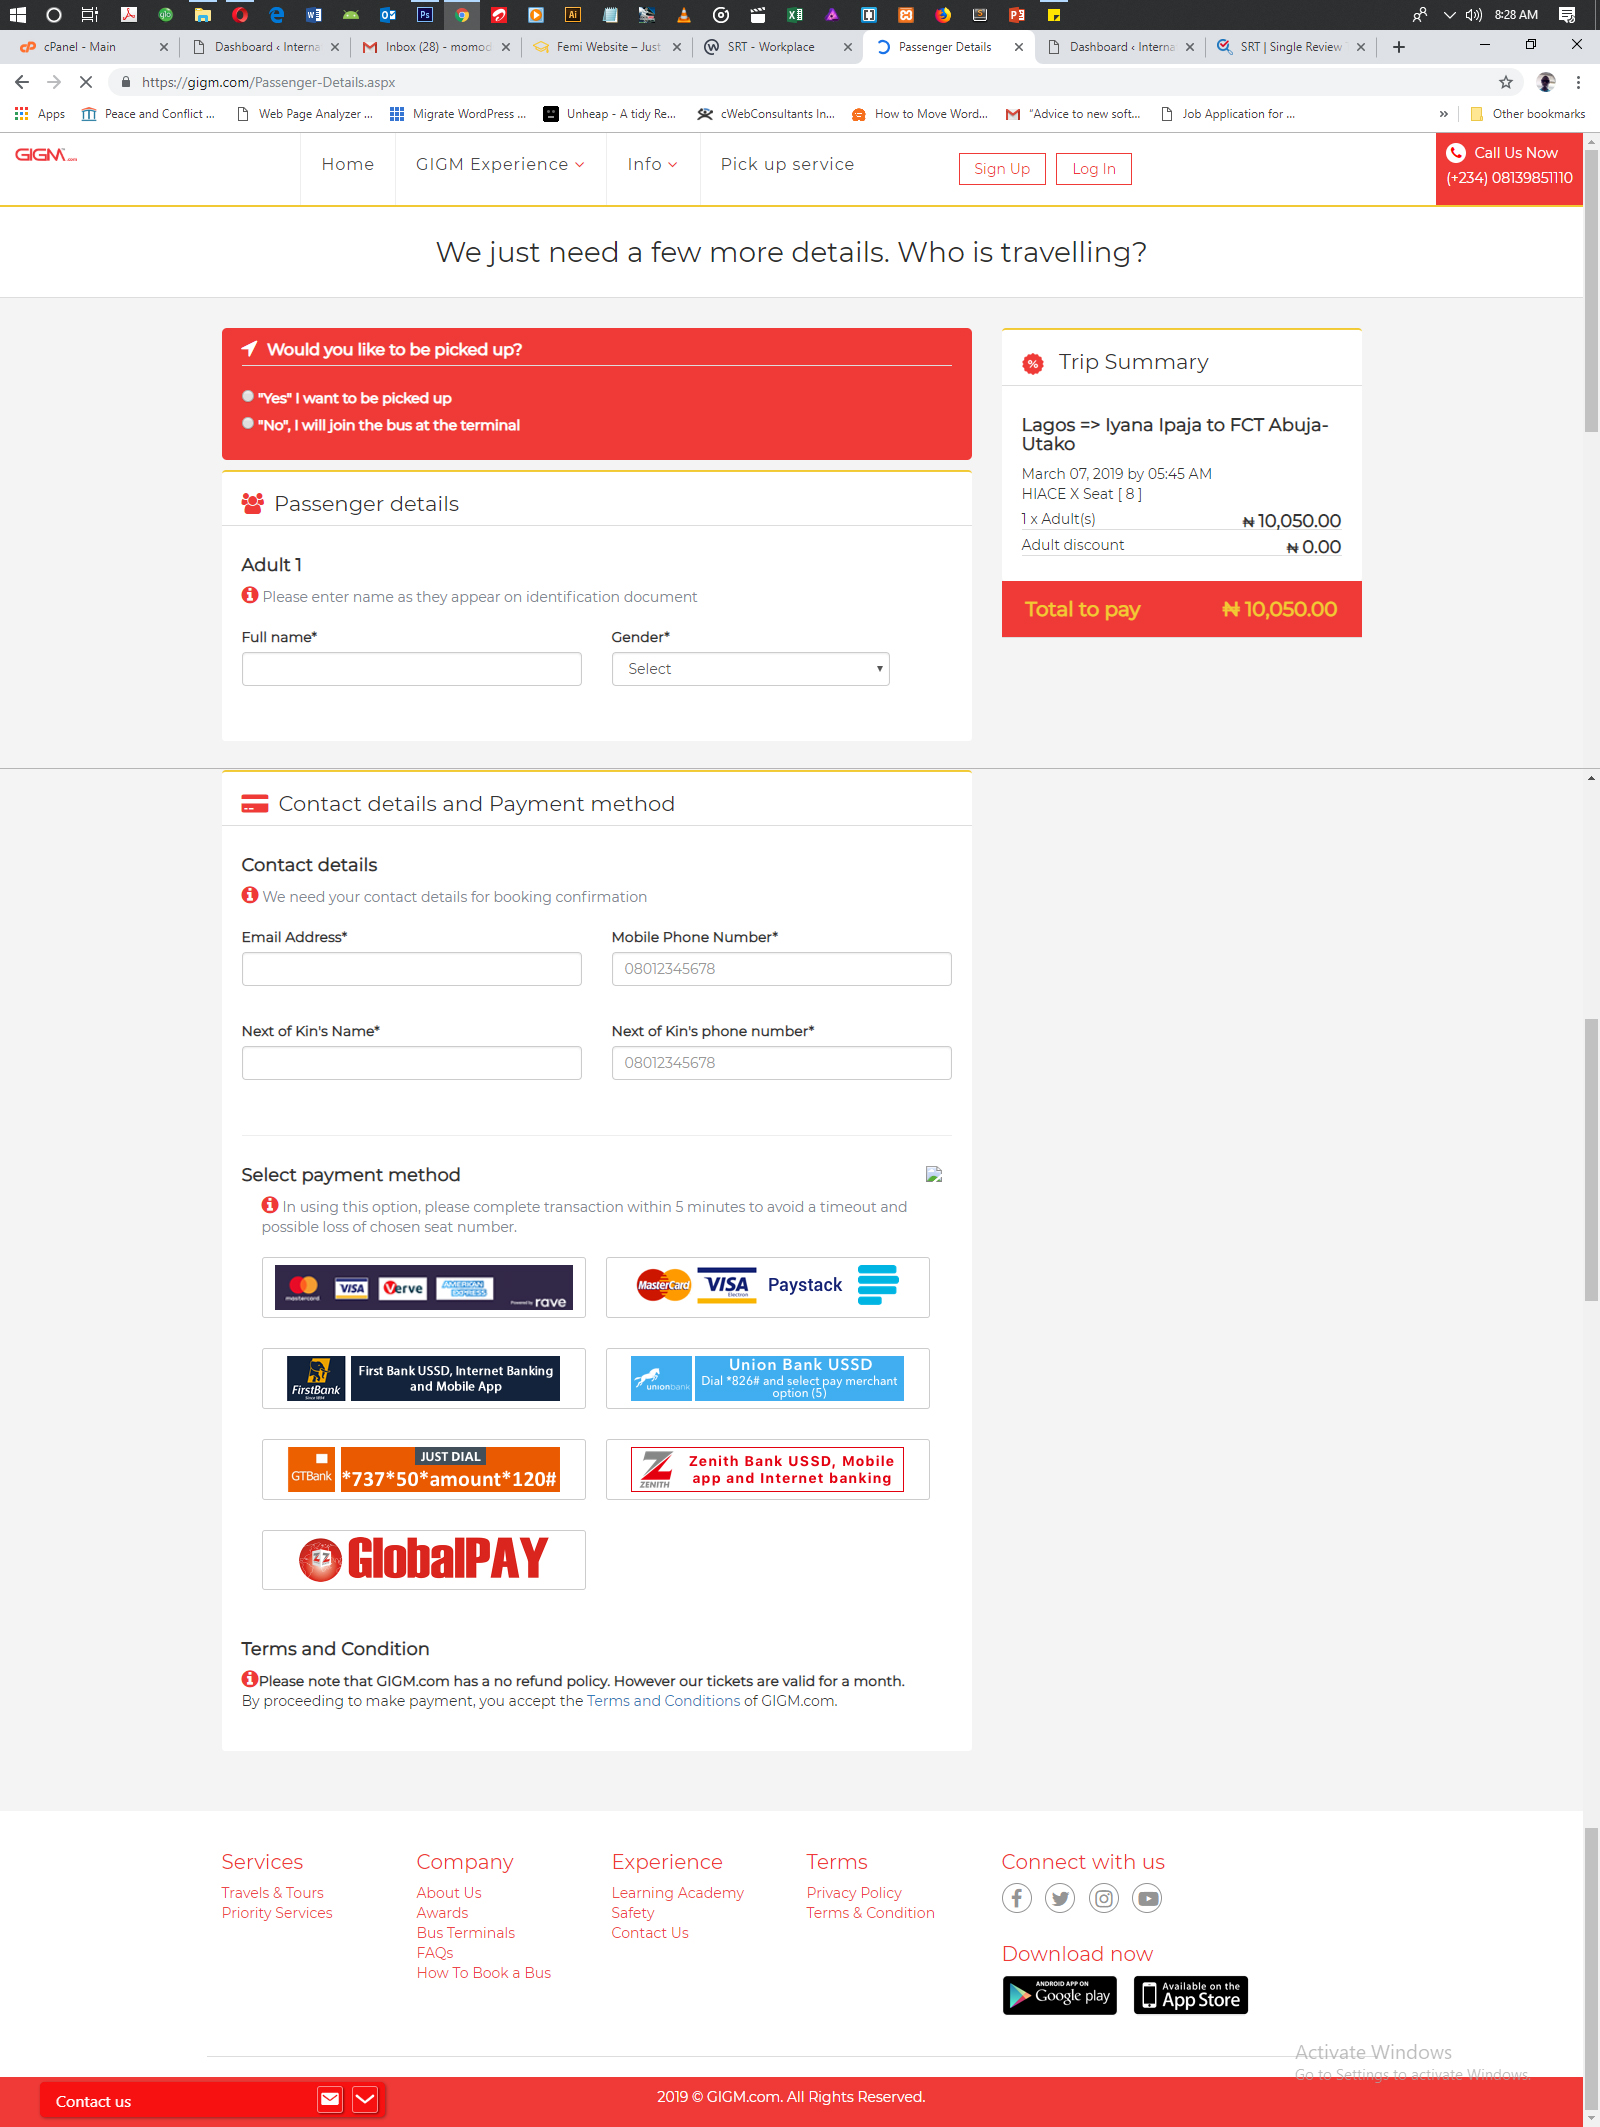 8:28 AM
cPanel - Main
Dashboard ‹ Interna
Inbox (28) - momod
Femi Website – Just
SRT - Workplace
Passenger Details
Dashboard ‹ Interna
SRT | Single Review
https://gigm.com/Passenger-Details.aspx
Apps
Peace and Conflict ...
Web Page Analyzer ...
Migrate WordPress ...
Unheap - A tidy Re...
cWebConsultants In...
How to Move Word...
"Advice to new soft...
Job Application for ...
»
Other bookmarks
GIGM.com
Home
GIGM Experience
Info
Pick up service
Sign Up
Log In
Call Us Now
(+234) 08139851110
We just need a few more details. Who is travelling?
Would you like to be picked up?
"Yes" I want to be picked up
"No", I will join the bus at the terminal
Trip Summary
Lagos => Iyana Ipaja to FCT Abuja-
Utako
March 07, 2019 by 05:45 AM
HIACE X Seat [ 8 ]
1 x Adult(s) ₦ 10,050.00
Adult discount ₦ 0.00
Total to pay ₦ 10,050.00
Passenger details
Adult 1
Please enter name as they appear on identification document
Full name*
Gender*
Select
Contact details and Payment method
Contact details
We need your contact details for booking confirmation
Email Address*
Mobile Phone Number*
08012345678
Next of Kin's Name*
Next of Kin's phone number*
08012345678
Select payment method
In using this option, please complete transaction within 5 minutes to avoid a timeout and
possible loss of chosen seat number.
mastercard
VISA
Verve
AMERICAN EXPRESS
Powered by rave
MasterCard
VISA
Electron
Paystack
FirstBank
Since 1894
First Bank USSD, Internet Banking
and Mobile App
unionbank
Union Bank USSD
Dial *826# and select pay merchant
option (5)
GTBank
JUST DIAL
*737*50*amount*120#
ZENITH
Zenith Bank USSD, Mobile
app and Internet banking
GlobalPAY
Terms and Condition
Please note that GIGM.com has a no refund policy. However our tickets are valid for a month.
By proceeding to make payment, you accept the Terms and Conditions of GIGM.com.
Services
Travels & Tours
Priority Services
Company
About Us
Awards
Bus Terminals
FAQs
How To Book a Bus
Experience
Learning Academy
Safety
Contact Us
Terms
Privacy Policy
Terms & Condition
Connect with us
Download now
ANDROID APP ON
Google play
Available on the
App Store
Activate Windows
Go to Settings to activate Windows.
Contact us
2019 © GIGM.com. All Rights Reserved.